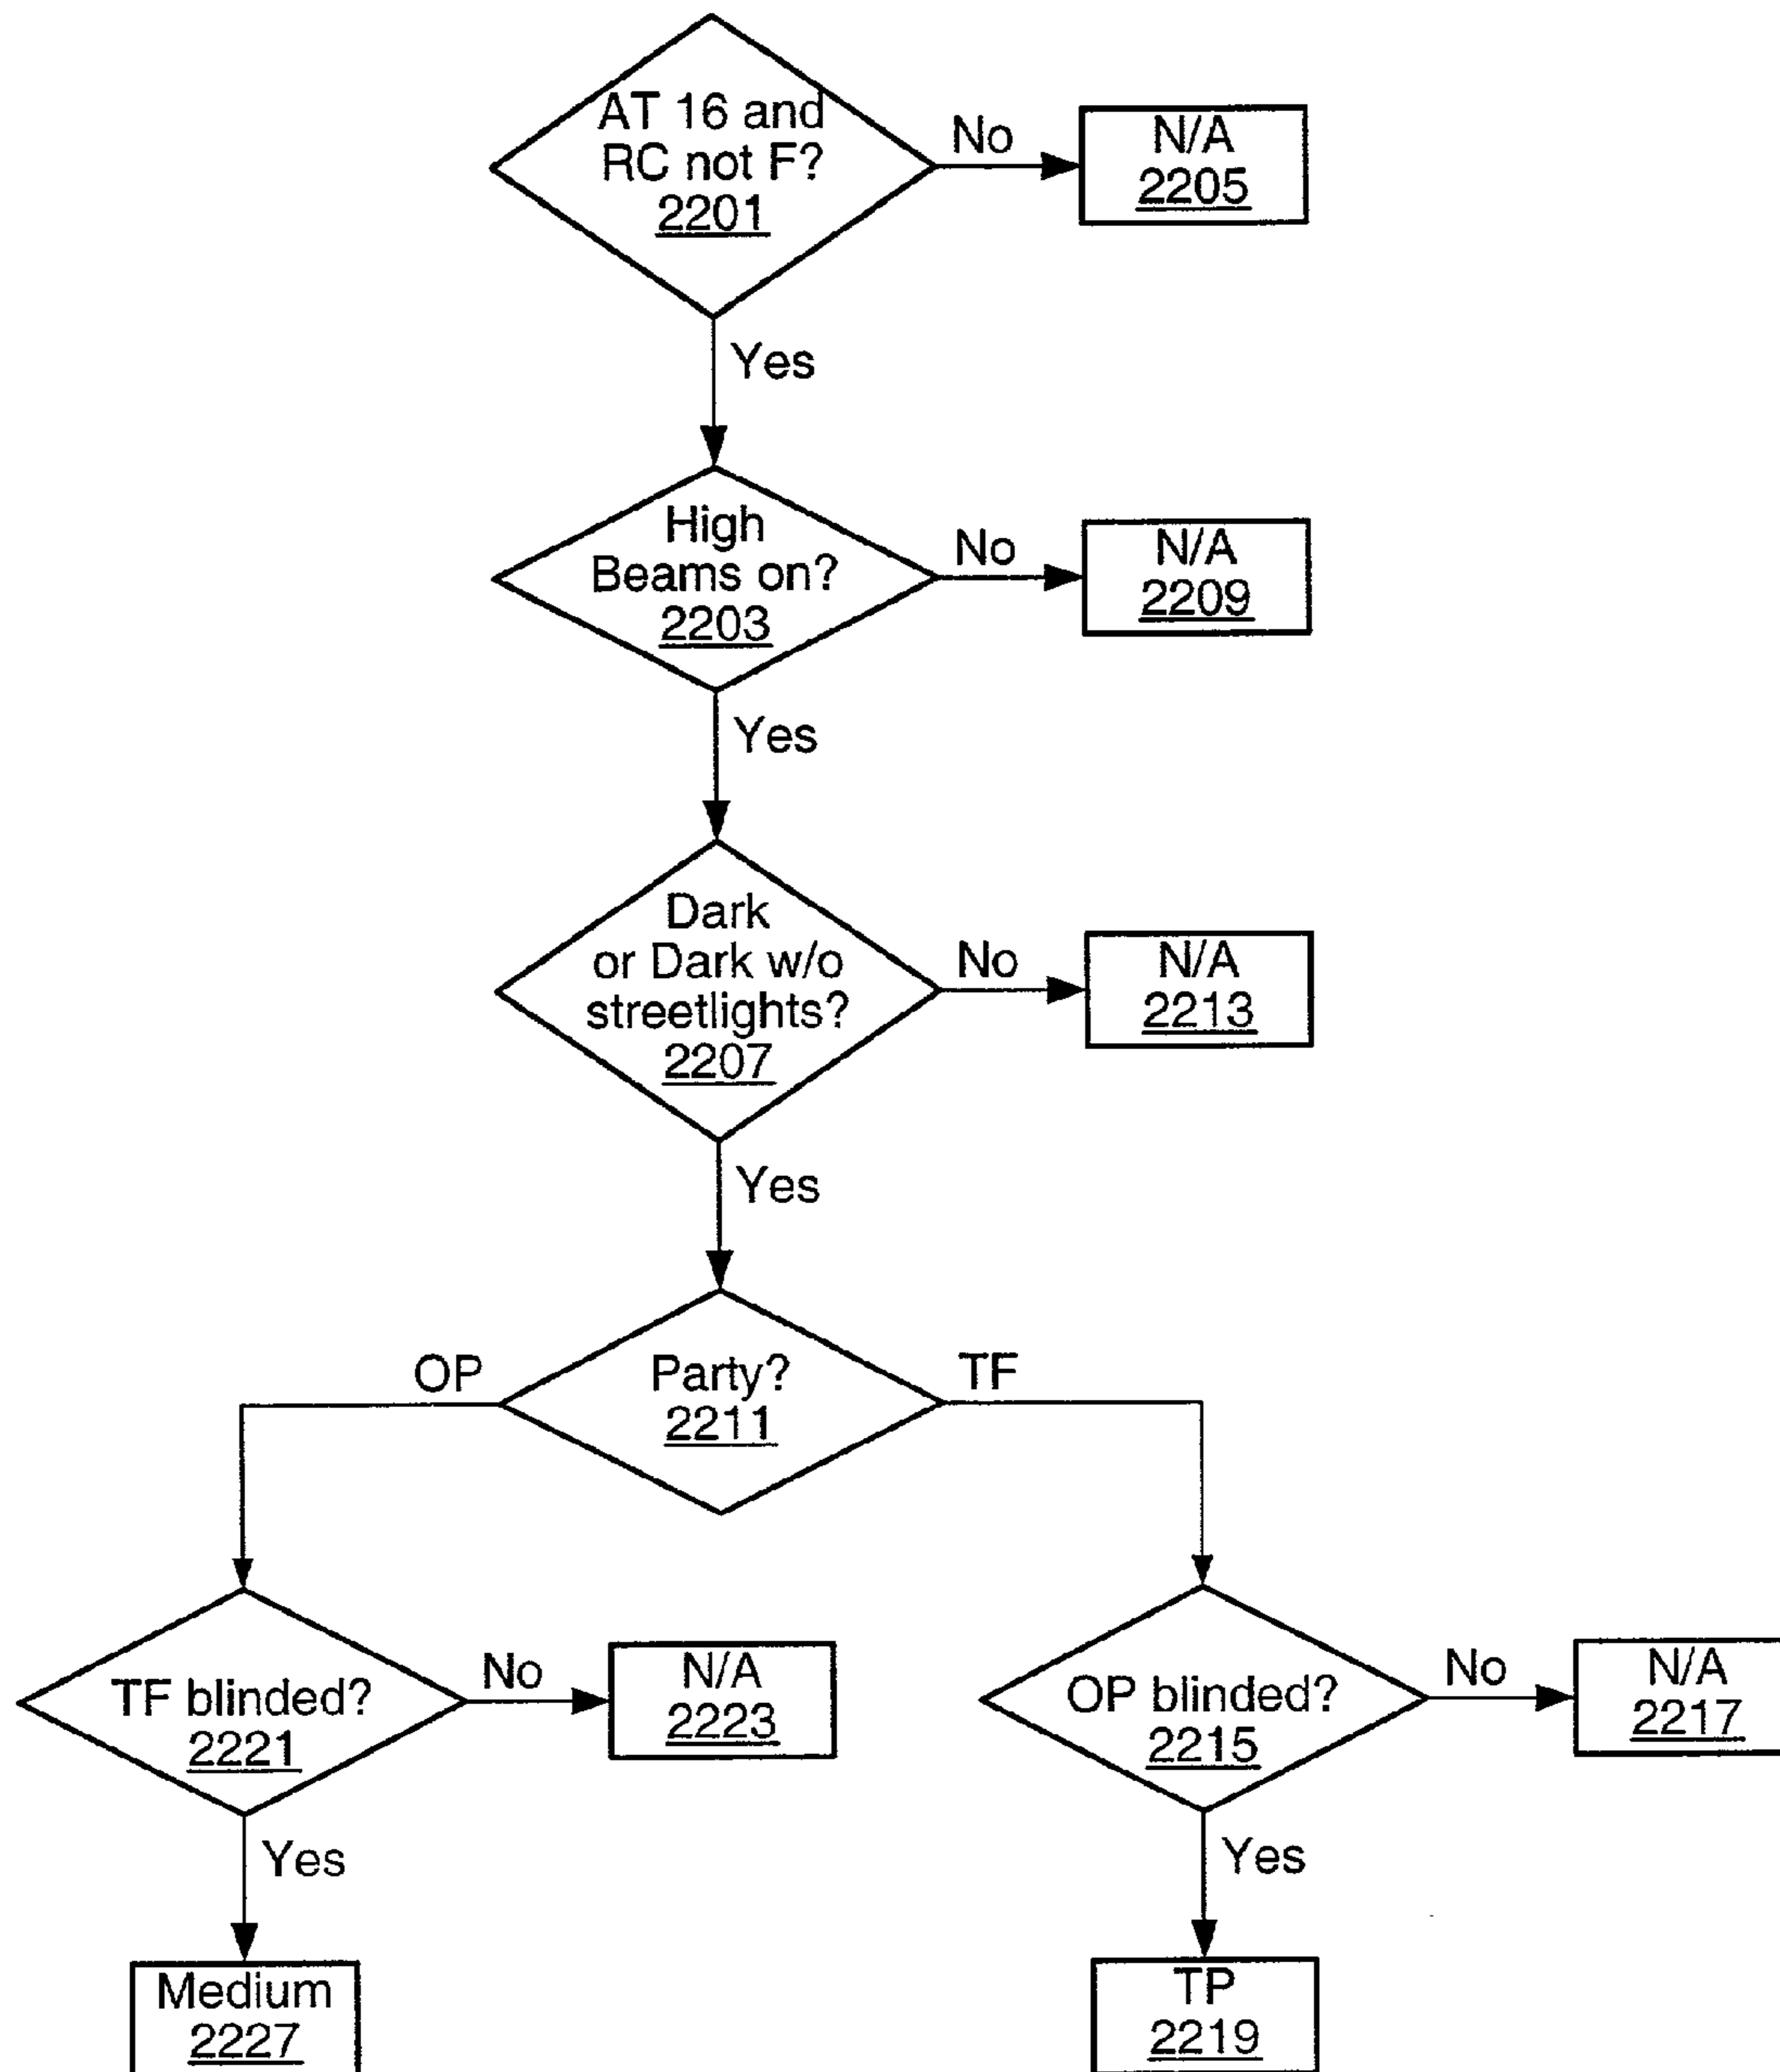 AT 16 and
RC not F?
2201
No
N/A
2205
Yes
High
Beams on?
2203
No
N/A
2209
Yes
Dark
or Dark w/o
streetlights?
2207
No
N/A
2213
Yes
OP
Party?
2211
TF
TF blinded?
2221
No
N/A
2223
OP blinded?
2215
No
N/A
2217
Yes
Yes
Medium
2227
TP
2219